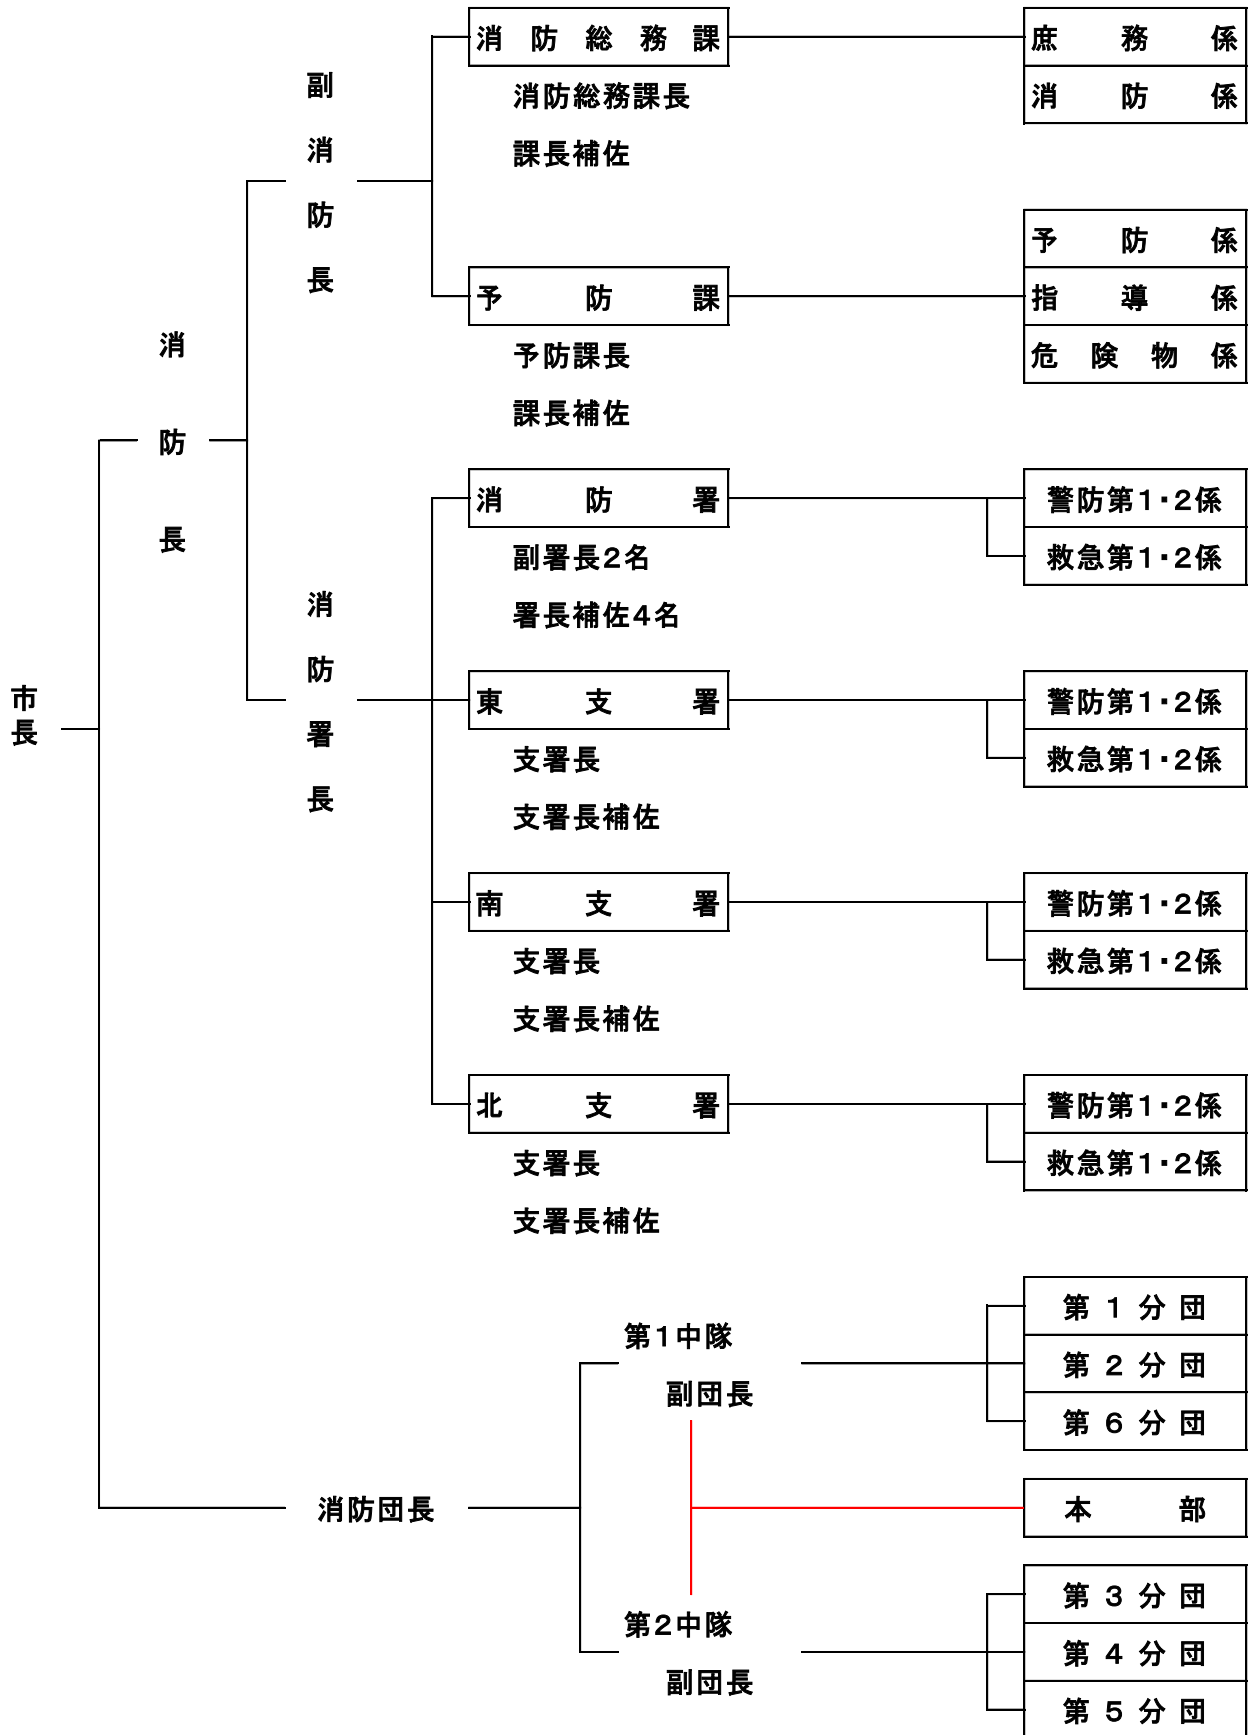 市長
消防長
副消防長
消防総務課
消防総務課長
課長補佐
庶務係
消防係
予防課
予防課長
課長補佐
予防係
指導係
危険物係
消防署長
消防署
副署長2名
署長補佐4名
警防第1・2係
救急第1・2係
東支署
支署長
支署長補佐
警防第1・2係
救急第1・2係
南支署
支署長
支署長補佐
警防第1・2係
救急第1・2係
北支署
支署長
支署長補佐
警防第1・2係
救急第1・2係
消防団長
第1中隊
副団長
第1分団
第2分団
第6分団
本部
第2中隊
副団長
第3分団
第4分団
第5分団